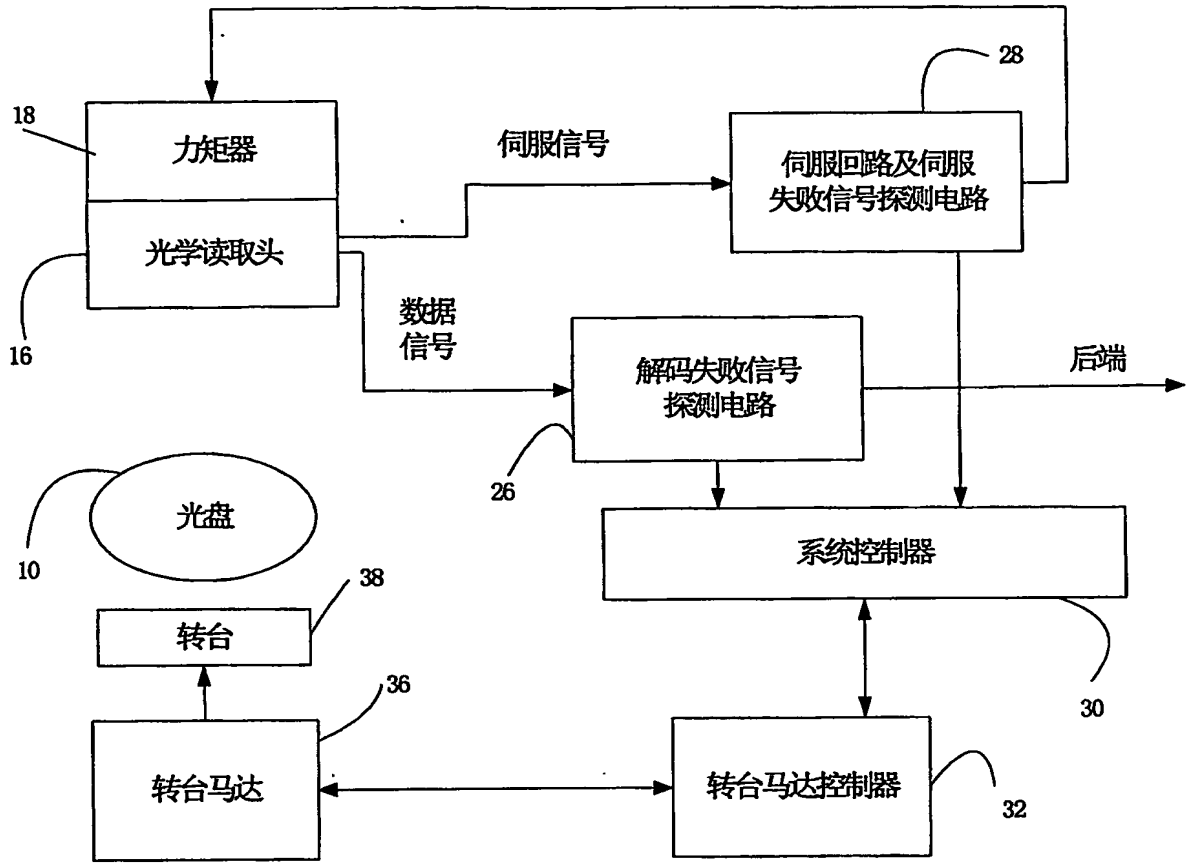 28
18
力矩器
伺服信号
伺服回路及伺服
失败信号探测电路
光学读取头
16
数据
信号
解码失败信号
探测电路
后端
26
10
光盘
系统控制器
38
转台
36
30
转台马达
转台马达控制器
32